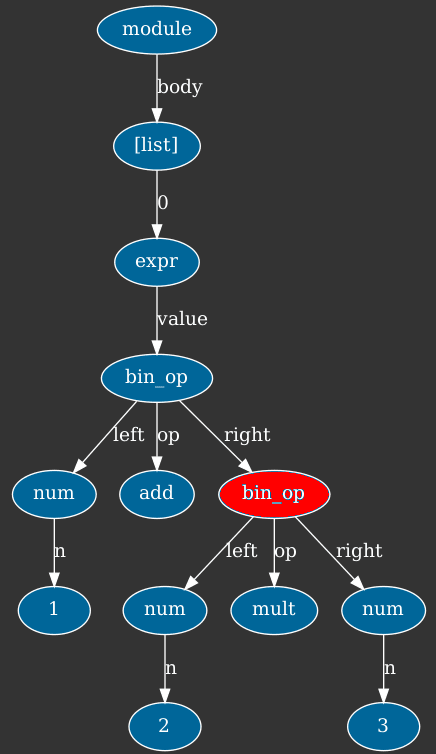 module
body
[list]
0
expr
value
bin_op
left op right
num add bin_op
n left op right
1 num mult num
n n
2 3